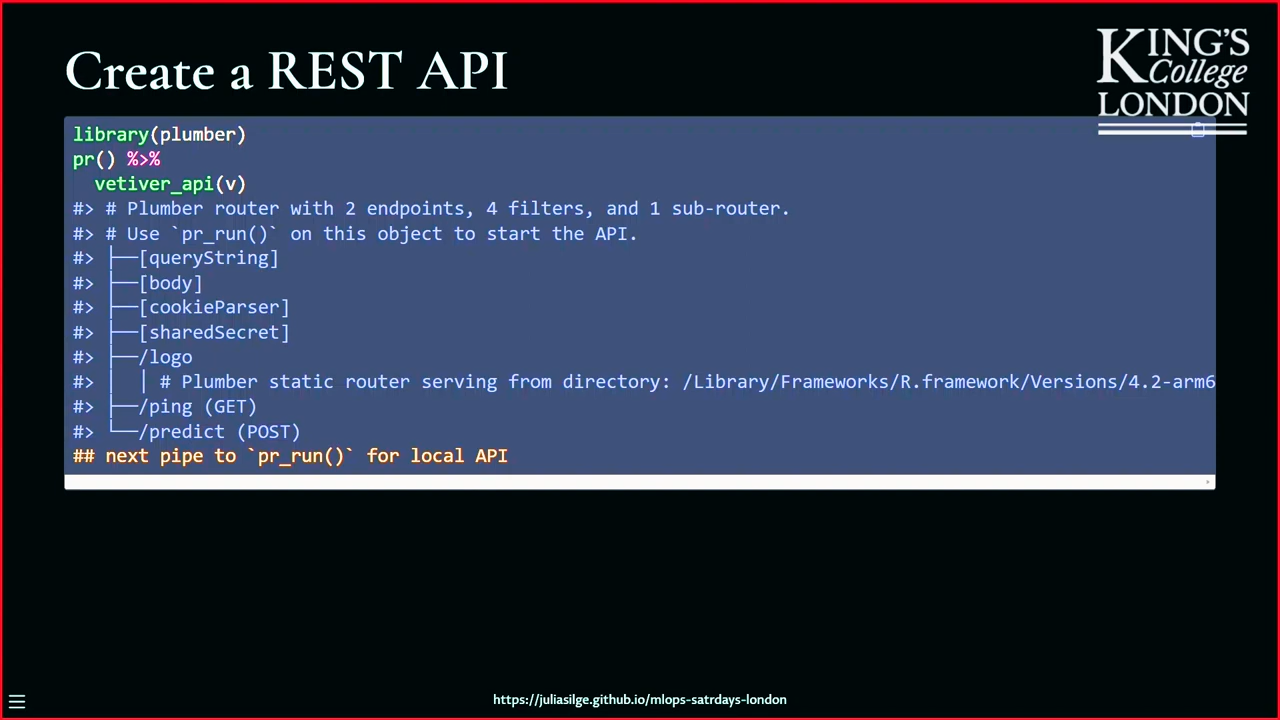 Create a REST API
KING'S
College
LONDON
library(plumber)
pr() %>%
  vetiver_api(v)
#> # Plumber router with 2 endpoints, 4 filters, and 1 sub-router.
#> # Use `pr_run()` on this object to start the API.
#> ├──[queryString]
#> ├──[body]
#> ├──[cookieParser]
#> ├──[sharedSecret]
#> ├──/logo
#> │  │ # Plumber static router serving from directory: /Library/Frameworks/R.framework/Versions/4.2-arm6
#> ├──/ping (GET)
#> └──/predict (POST)
## next pipe to `pr_run()` for local API
https://juliasilge.github.io/mlops-satrdays-london